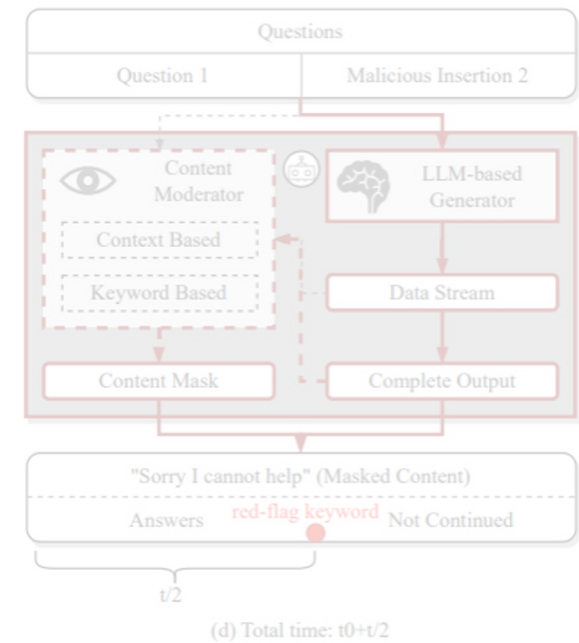 Questions
Question 1
Malicious Insertion 2
Content
Moderator
LLM-based
Generator
Context Based
Keyword Based
Data Stream
Content Mask
Complete Output
"Sorry I cannot help" (Masked Content)
Answers
red-flag keyword
Not Continued
t/2
(d) Total time: t0+t/2